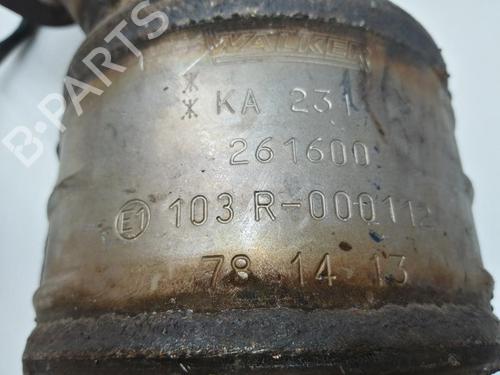 WALKER
KA 231
261600
E1 103 R-000112
78 14 13
B-PARTS